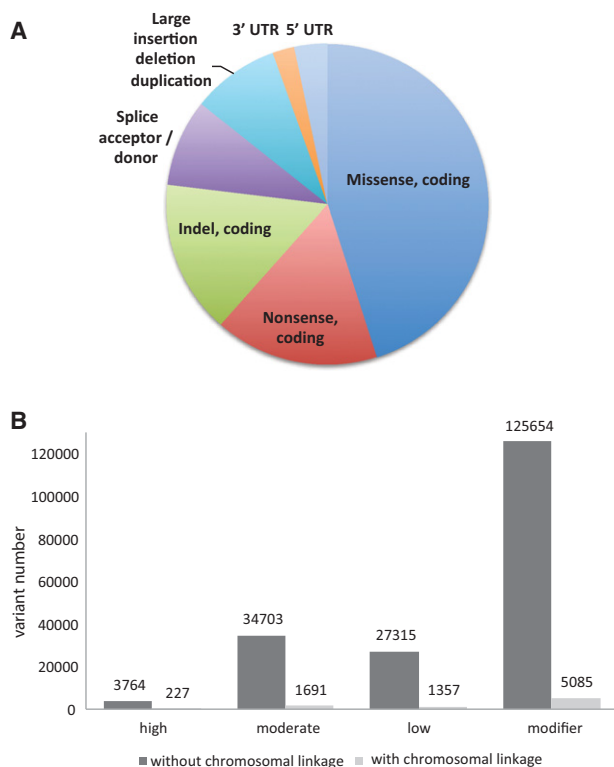 A
Large
insertion
deletion
duplication
3’ UTR
5’ UTR
Splice
acceptor /
donor
Missense, coding
Indel, coding
Nonsense,
coding
B
variant number
120000
100000
80000
60000
40000
20000
0
3764
227
34703
1691
27315
1357
125654
5085
high
moderate
low
modifier
without chromosomal linkage
with chromosomal linkage